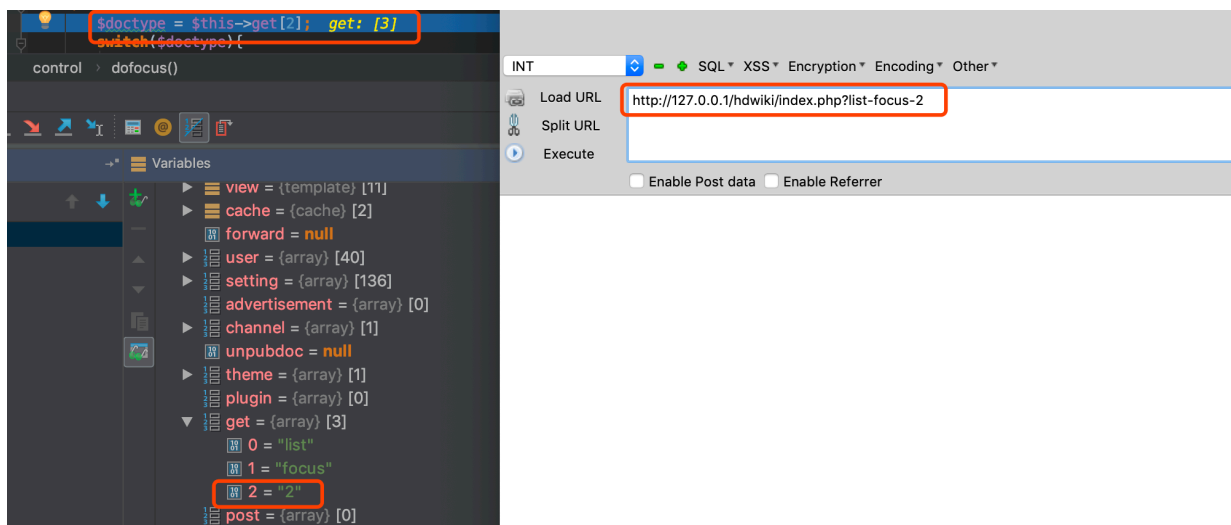 $doctype = $this->get[2]; get: [3]
switch($doctype){
control › dofocus()
Variables
view = {template} [11]
cache = {cache} [2]
forward = null
user = {array} [40]
setting = {array} [136]
advertisement = {array} [0]
channel = {array} [1]
unpubdoc = null
theme = {array} [1]
plugin = {array} [0]
get = {array} [3]
0 = "list"
1 = "focus"
2 = "2"
post = {array} [0]
INT
SQL XSS Encryption Encoding Other
Load URL
http://127.0.0.1/hdwiki/index.php?list-focus-2
Split URL
Execute
Enable Post data Enable Referrer